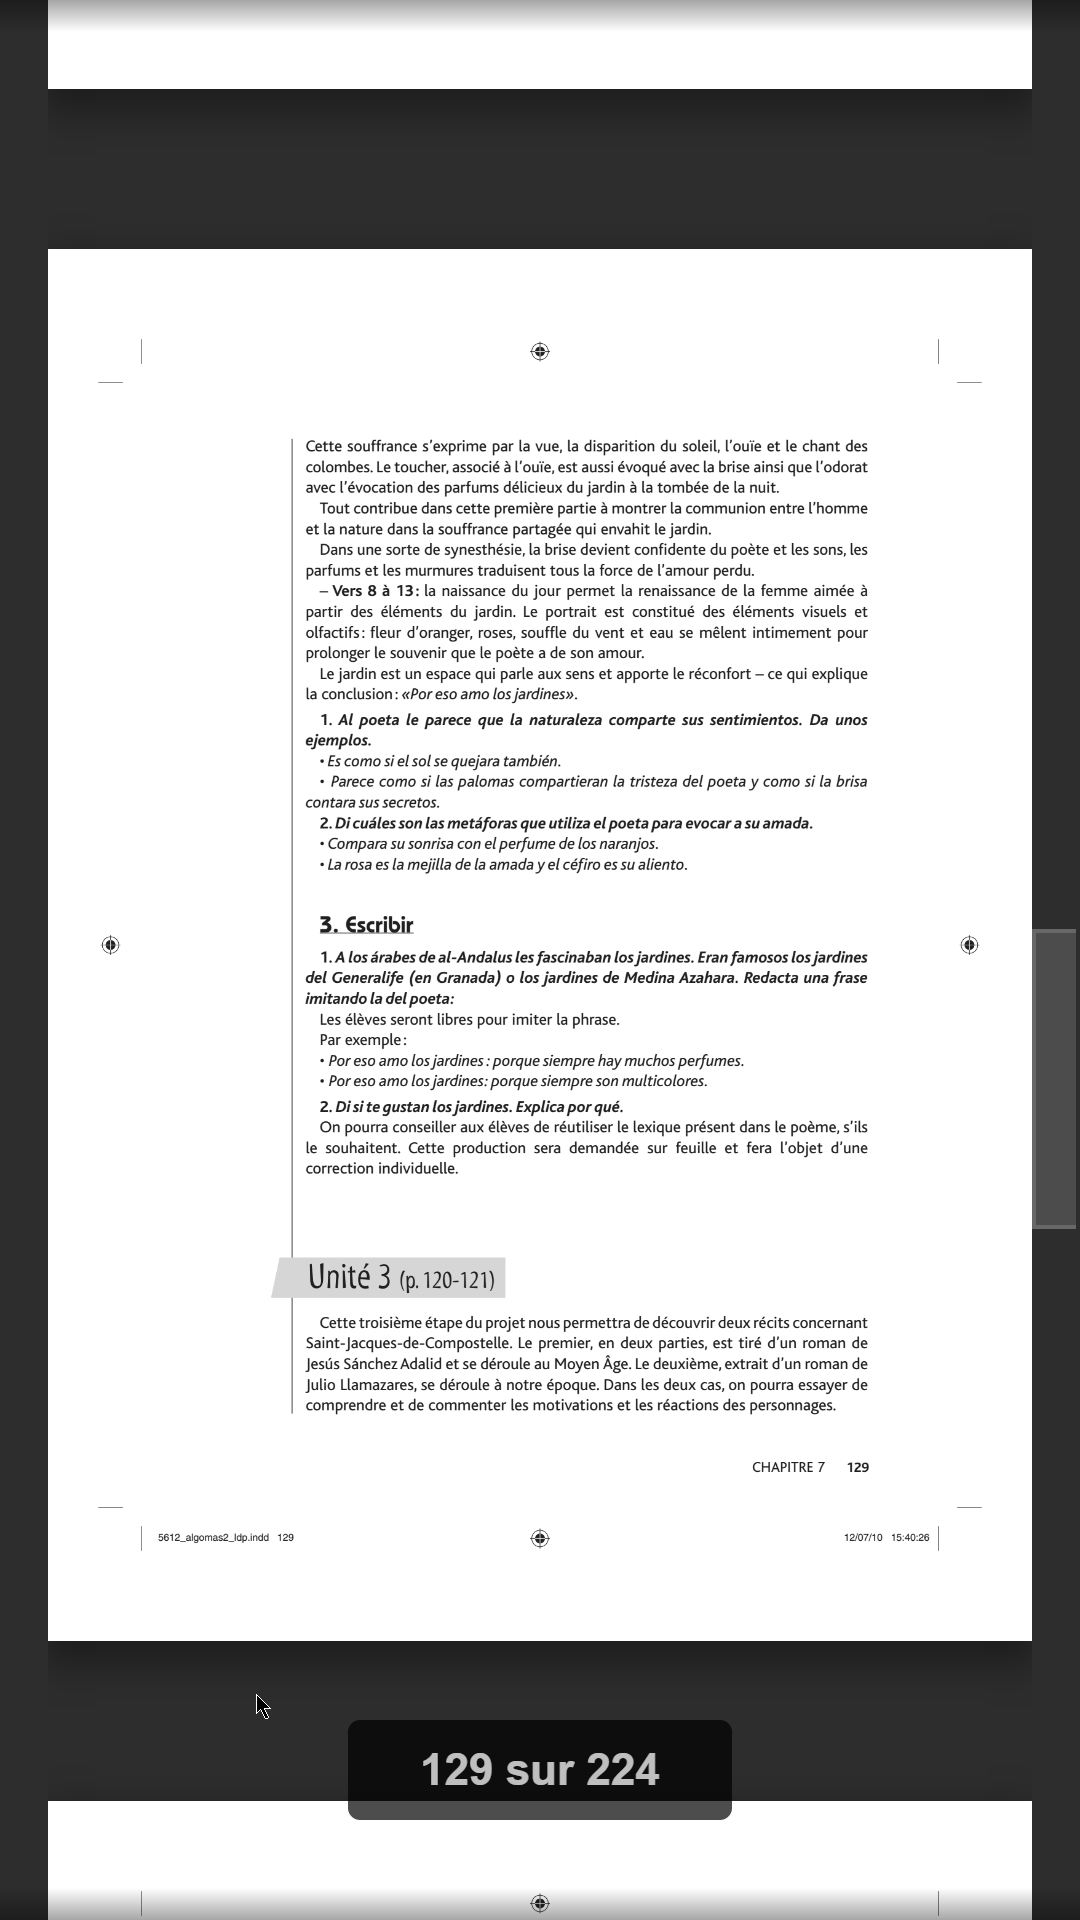 Cette souffrance s’exprime par la vue, la disparition du soleil, l’ouïe et le chant des
colombes. Le toucher, associé à l’ouïe, est aussi évoqué avec la brise ainsi que l’odorat
avec l’évocation des parfums délicieux du jardin à la tombée de la nuit.
Tout contribue dans cette première partie à montrer la communion entre l’homme
et la nature dans la souffrance partagée qui envahit le jardin.
Dans une sorte de synesthésie, la brise devient confidente du poète et les sons, les
parfums et les murmures traduisent tous la force de l’amour perdu.
– Vers 8 à 13 : la naissance du jour permet la renaissance de la femme aimée à
partir des éléments du jardin. Le portrait est constitué des éléments visuels et
olfactifs : fleur d’oranger, roses, souffle du vent et eau se mêlent intimement pour
prolonger le souvenir que le poète a de son amour.
Le jardin est un espace qui parle aux sens et apporte le réconfort – ce qui explique
la conclusion : «Por eso amo los jardines».
1. Al poeta le parece que la naturaleza comparte sus sentimientos. Da unos
ejemplos.
• Es como si el sol se quejara también.
• Parece como si las palomas compartieran la tristeza del poeta y como si la brisa
contara sus secretos.
2. Di cuáles son las metáforas que utiliza el poeta para evocar a su amada.
• Compara su sonrisa con el perfume de los naranjos.
• La rosa es la mejilla de la amada y el céfiro es su aliento.
3. Escribir
1. A los árabes de al-Andalus les fascinaban los jardines. Eran famosos los jardines
del Generalife (en Granada) o los jardines de Medina Azahara. Redacta una frase
imitando la del poeta:
Les élèves seront libres pour imiter la phrase.
Par exemple :
• Por eso amo los jardines : porque siempre hay muchos perfumes.
• Por eso amo los jardines: porque siempre son multicolores.
2. Di si te gustan los jardines. Explica por qué.
On pourra conseiller aux élèves de réutiliser le lexique présent dans le poème, s’ils
le souhaitent. Cette production sera demandée sur feuille et fera l’objet d’une
correction individuelle.
Unité 3 (p. 120-121)
Cette troisième étape du projet nous permettra de découvrir deux récits concernant
Saint-Jacques-de-Compostelle. Le premier, en deux parties, est tiré d’un roman de
Jesús Sánchez Adalid et se déroule au Moyen Âge. Le deuxième, extrait d’un roman de
Julio Llamazares, se déroule à notre époque. Dans les deux cas, on pourra essayer de
comprendre et de commenter les motivations et les réactions des personnages.
CHAPITRE 7 129
5612_algomas2_ldp.indd 129 12/07/10 15:40:26
129 sur 224